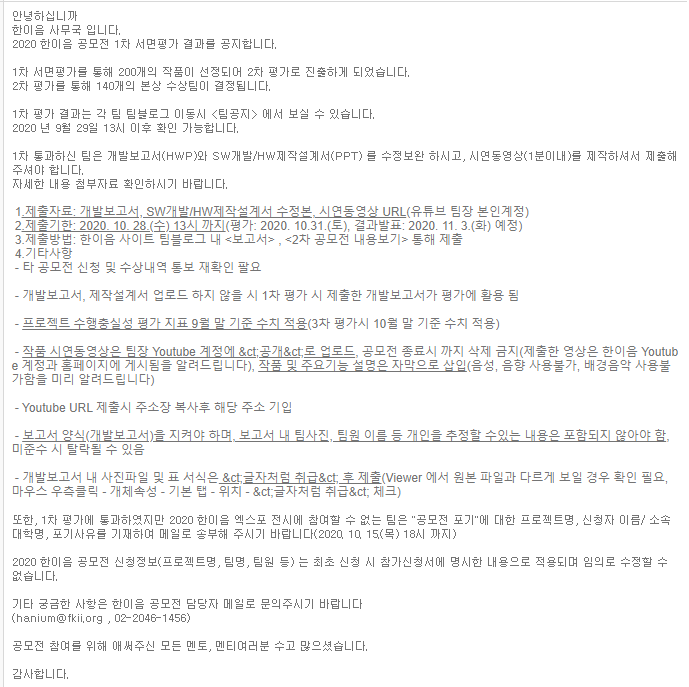 안녕하십니까
한이음 사무국 입니다.
2020 한이음 공모전 1차 서면평가 결과를 공지합니다.
1차 서면평가를 통해 200개의 작품이 선정되어 2차 평가로 진출하게 되었습니다.
2차 평가를 통해 140개의 본상 수상팀이 결정됩니다.
1차 평가 결과는 각 팀 팀블로그 이동시 <팀공지> 에서 보실 수 있습니다.
2020 년 9월 29일 13시 이후 확인 가능합니다.
1차 통과하신 팀은 개발보고서(HWP)와 SW개발/HW제작설계서(PPT) 를 수정보완 하시고, 시연동영상(1분이내)를 제작하셔서 제출해
주셔야 합니다.
자세한 내용 첨부자료 확인하시기 바랍니다.
1.제출자료: 개발보고서, SW개발/HW제작설계서 수정본, 시연동영상 URL(유튜브 팀장 본인계정)
2.제출기한: 2020. 10. 28.(수) 13시 까지(평가: 2020. 10.31.(토), 결과발표: 2020. 11. 3.(화) 예정)
3.제출방법: 한이음 사이트 팀블로그 내 <보고서> , <2차 공모전 내용보기> 통해 제출
4.기타사항
- 타 공모전 신청 및 수상내역 통보 재확인 필요
- 개발보고서, 제작설계서 업로드 하지 않을 시 1차 평가 시 제출한 개발보고서가 평가에 활용 됨
- 프로젝트 수행충실성 평가 지표 9월 말 기준 수치 적용(3차 평가시 10월 말 기준 수치 적용)
- 작품 시연동영상은 팀장 Youtube 계정에 &ct;공개&ct;로 업로드, 공모전 종료시 까지 삭제 금지(제출한 영상은 한이음 Youtub
e 계정과 홈페이지에 게시됨을 알려드립니다), 작품 및 주요기능 설명은 자막으로 삽입(음성, 음향 사용불가, 배경음악 사용불
가함을 미리 알려드립니다)
- Youtube URL 제출시 주소창 복사후 해당 주소 기입
- 보고서 양식(개발보고서)을 지켜야 하며, 보고서 내 팀사진, 팀원 이름 등 개인을 추정할 수있는 내용은 포함되지 않아야 함,
미준수 시 탈락될 수 있음
- 개발보고서 내 사진파일 및 표 서식은 &ct;글자처럼 취급&ct; 후 제출(Viewer 에서 원본 파일과 다르게 보일 경우 확인 필요,
마우스 우측클릭 - 개체속성 - 기본 탭 - 위치 - &ct;글자처럼 취급&ct; 체크)
또한, 1차 평가에 통과하였지만 2020 한이음 엑스포 전시에 참여할 수 없는 팀은 "공모전 포기"에 대한 프로젝트명, 신청자 이름/ 소속
대학명, 포기사유를 기재하여 메일로 송부해 주시기 바랍니다(2020. 10. 15.(목) 18시 까지)
2020 한이음 공모전 신청정보(프로젝트명, 팀명, 팀원 등) 는 최초 신청 시 참가신청서에 명시한 내용으로 적용되며 임의로 수정할 수
없습니다.
기타 궁금한 사항은 한이음 공모전 담당자 메일로 문의주시기 바랍니다
(hanium@fkii.org , 02-2046-1456)
공모전 참여를 위해 애써주신 모든 멘토, 멘티여러분 수고 많으셨습니다.
감사합니다.